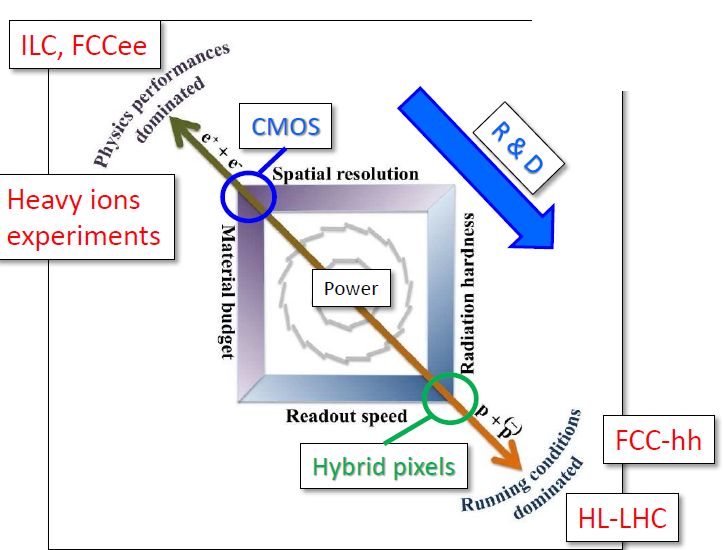 ILC, FCCee
Physics performances
dominated
CMOS
R & D
e⁺ + e⁻
Spatial resolution
Heavy ions
experiments
Material budget
Radiation hardness
Power
Readout speed
p + p⁽⁻⁾
Hybrid pixels
Running conditions
dominated
FCC-hh
HL-LHC